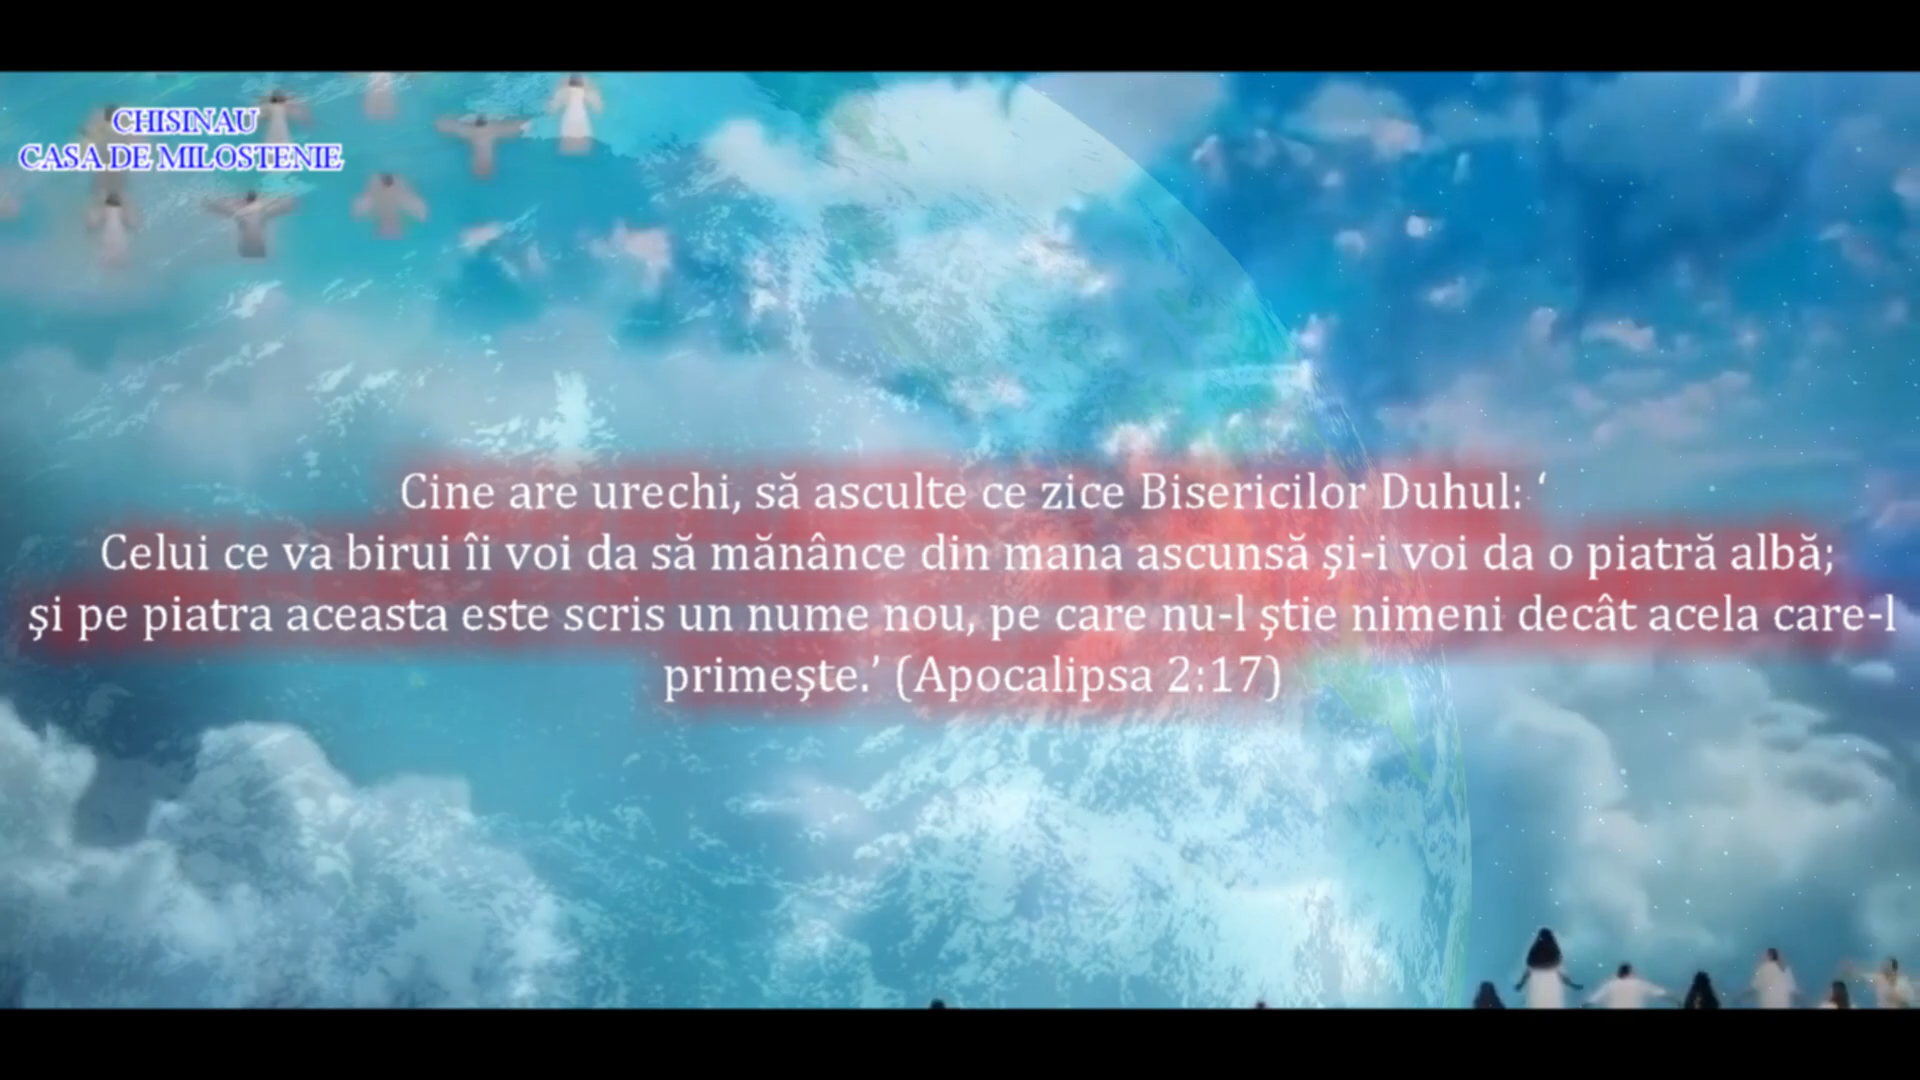 CHISINAU
CASA DE MILOSTENIE
Cine are urechi, să asculte ce zice Bisericilor Duhul: ‘
Celui ce va birui îi voi da să mănânce din mana ascunsă şi-i voi da o piatră albă;
şi pe piatra aceasta este scris un nume nou, pe care nu-l ştie nimeni decât acela care-l
primeşte.’ (Apocalipsa 2:17)